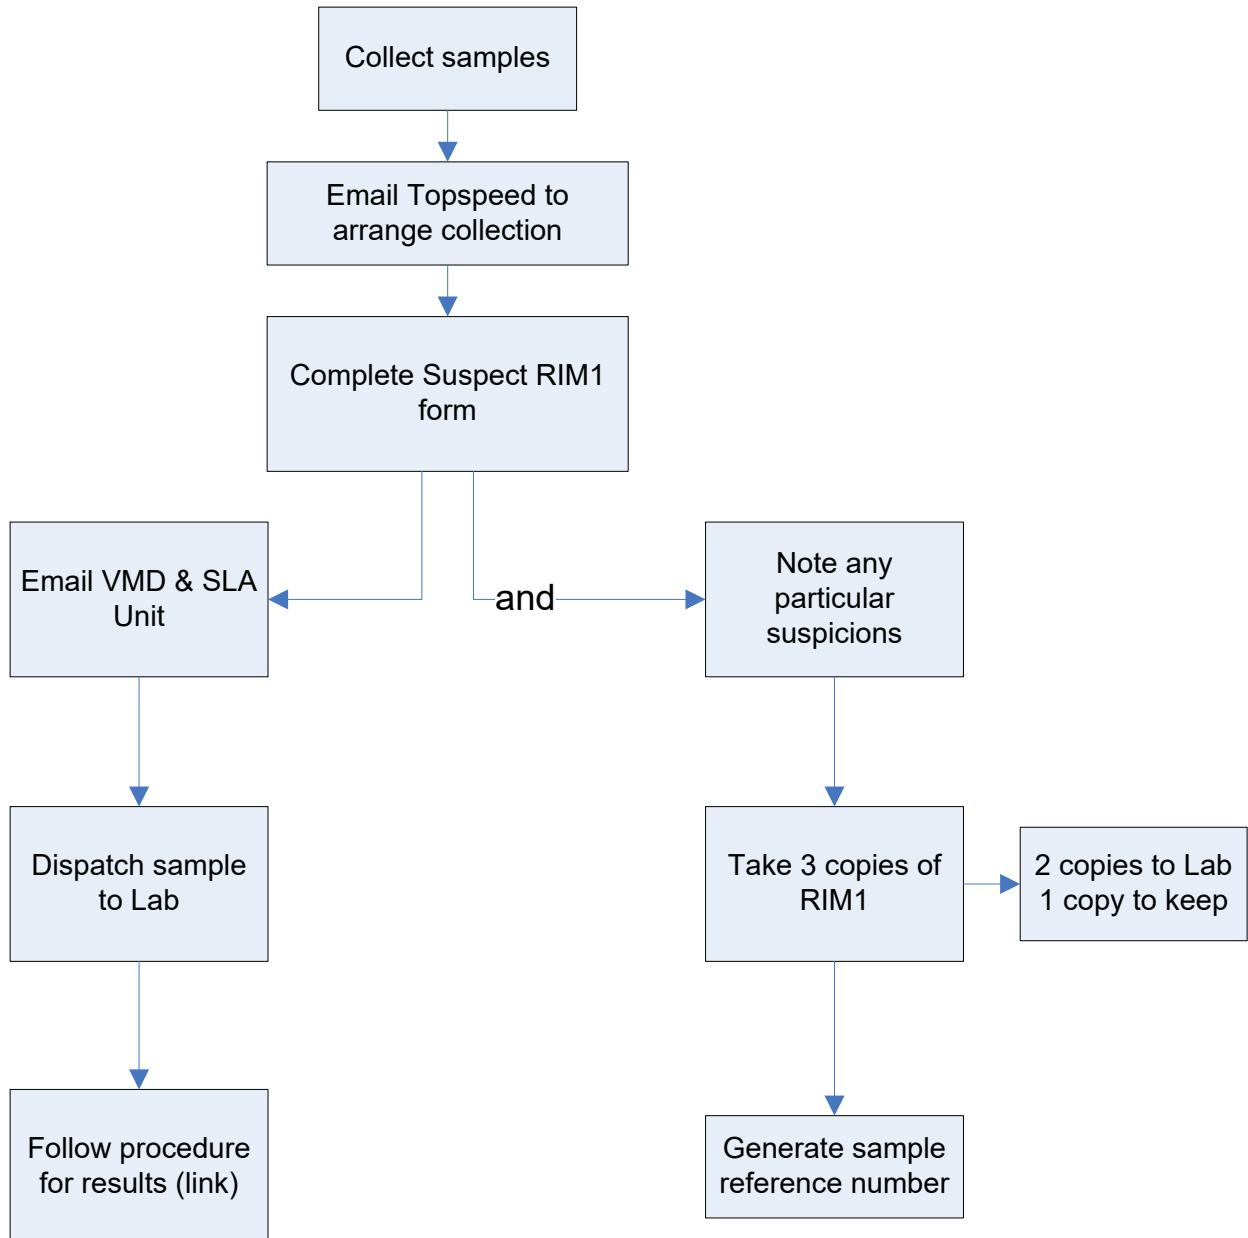 Collect samples
Email Topspeed to
arrange collection
Complete Suspect RIM1
form
Email VMD & SLA
Unit
and
Note any
particular
suspicions
Dispatch sample
to Lab
Take 3 copies of
RIM1
2 copies to Lab
1 copy to keep
Follow procedure
for results (link)
Generate sample
reference number